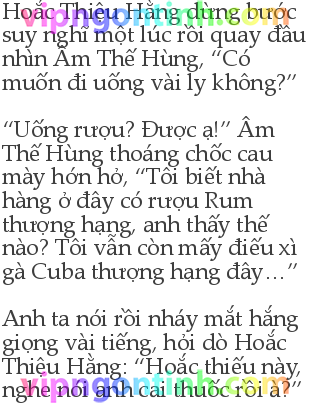 Hoắc Thiệu Hằng dừng bước
suy nghĩ một lúc rồi quay đầu
nhìn Âm Thế Hùng, “Có
muốn đi uống vài ly không?”
“Uống rượu? Được ạ!” Âm
Thế Hùng thoáng chốc cau
mày hớn hở, “Tôi biết nhà
hàng ở đây có rượu Rum
thượng hạng, anh thấy thế
nào? Tôi vẫn còn mấy điếu xì
gà Cuba thượng hạng đây…”
Anh ta nói rồi nháy mắt hắng
giọng vài tiếng, hỏi dò Hoắc
Thiệu Hằng: “Hoắc thiếu này,
nghe nói anh cai thuốc rồi à?”
vipngontinh.com
vipngontinh.com